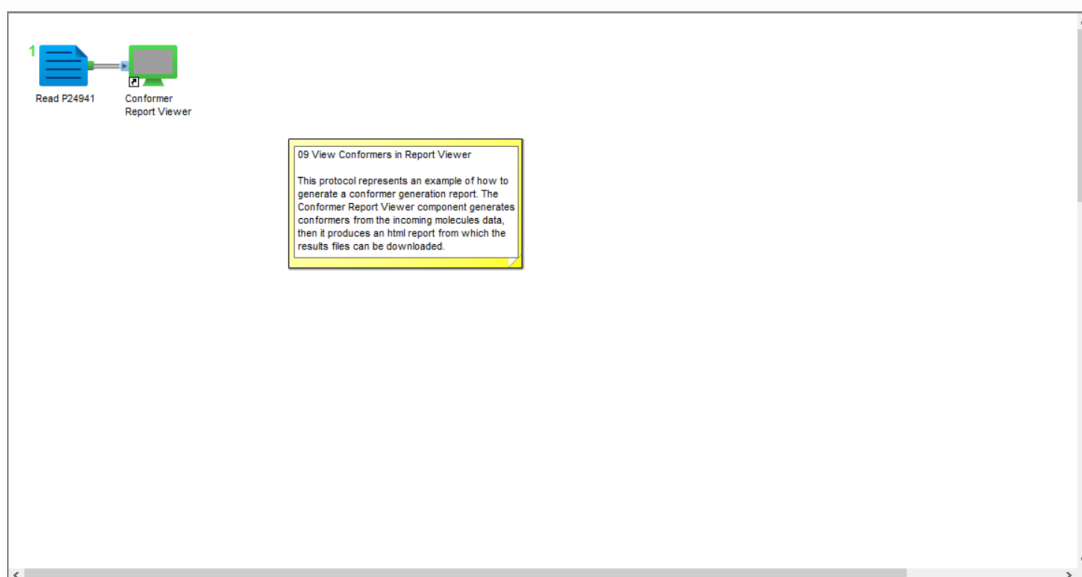 1
Read P24941
Conformer
Report Viewer
09 View Conformers in Report Viewer
This protocol represents an example of how to
generate a conformer generation report. The
Conformer Report Viewer component generates
conformers from the incoming molecules data,
then it produces an html report from which the
results files can be downloaded.